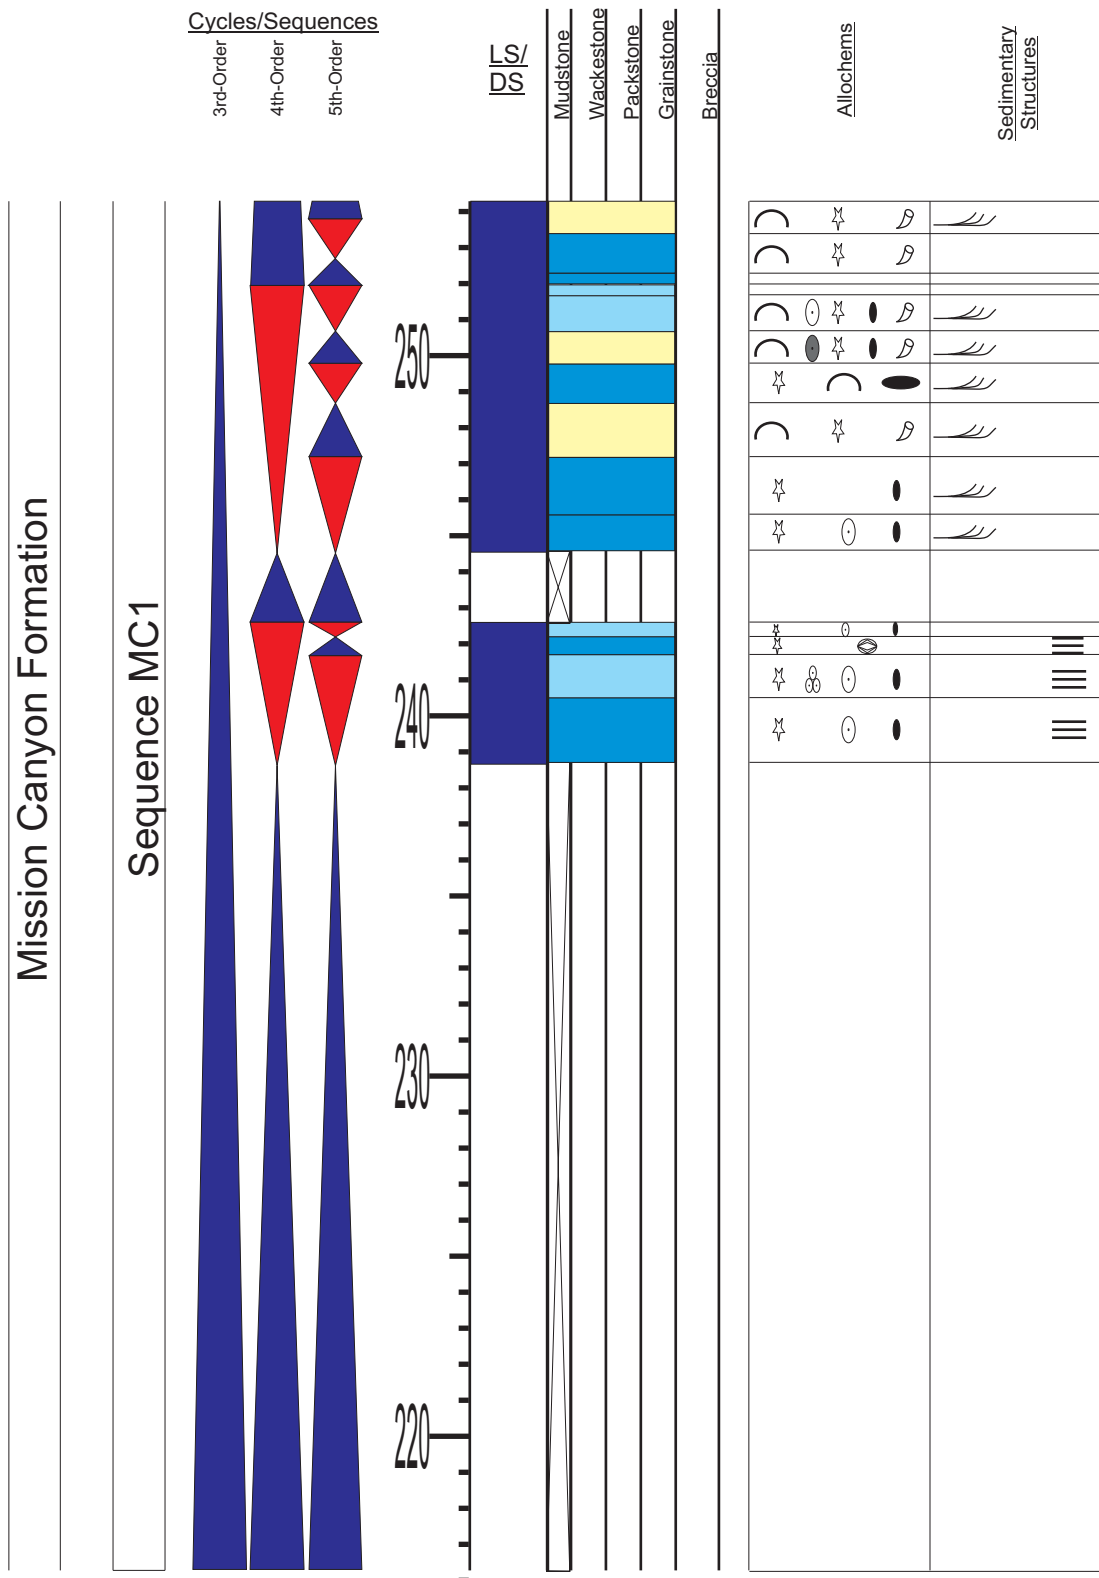 Cycles/Sequences
3rd-Order
4th-Order
5th-Order
LS/
DS
Mudstone
Wackestone
Packstone
Grainstone
Breccia
Allochems
Sedimentary
Structures
Mission Canyon Formation
Sequence MC1
250
240
230
220